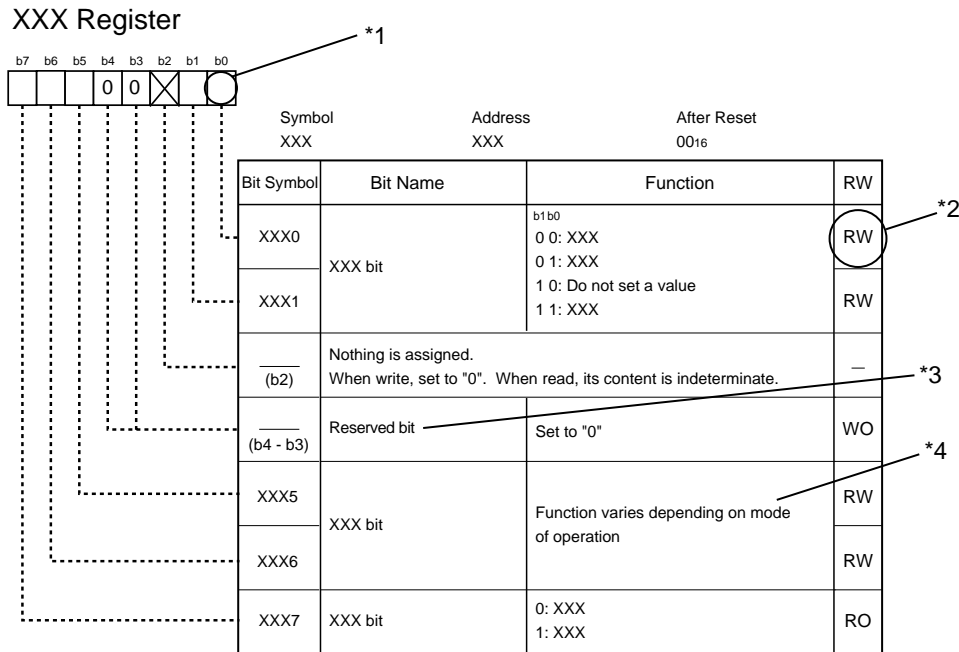 XXX Register
*1
b7 b6 b5 b4 b3 b2 b1 b0
0 0
Symbol Address After Reset
XXX XXX 0016
Bit Symbol Bit Name Function RW
*2
XXX0 XXX bit b1 b0 RW
0 0: XXX
0 1: XXX
1 0: Do not set a value
1 1: XXX
XXX1 RW
(b2) Nothing is assigned.
When write, set to "0". When read, its content is indeterminate. –
*3
(b4 - b3) Reserved bit Set to "0" WO
*4
XXX5 XXX bit Function varies depending on mode RW
of operation
XXX6 RW
XXX7 XXX bit 0: XXX RO
1: XXX